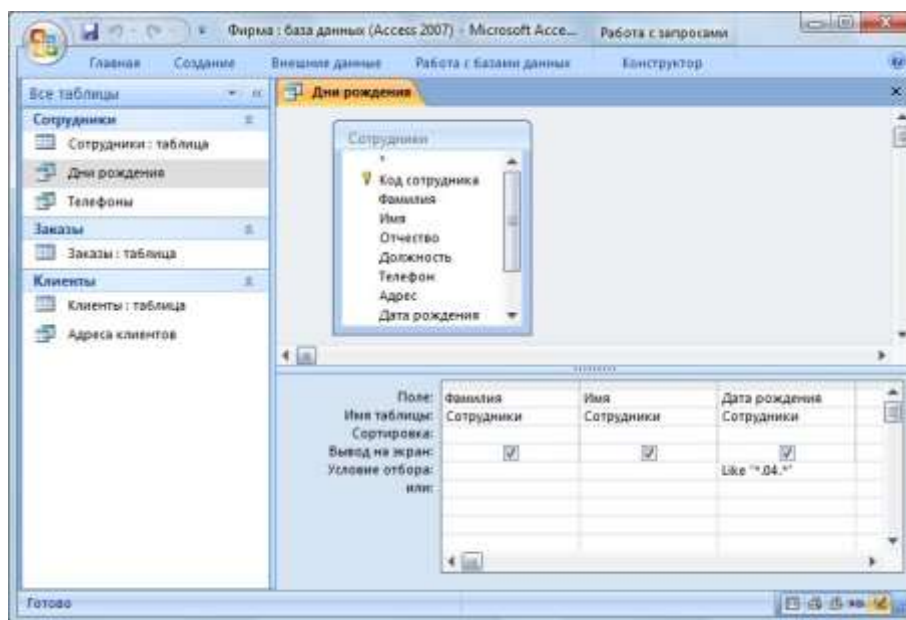 Фирма : база данных (Access 2007) - Microsoft Acce...
Работа с запросами
Главная Создание Внешние данные Работа с базами данных Конструктор
Все таблицы
Дни рождения
Сотрудники
Сотрудники : таблица
Дни рождения
Телефоны
Заказы
Заказы : таблица
Клиенты
Клиенты : таблица
Адреса клиентов
Сотрудники
*
Код сотрудника
Фамилия
Имя
Отчество
Должность
Телефон
Адрес
Дата рождения
Поле: Фамилия Имя Дата рождения
Имя таблицы: Сотрудники Сотрудники Сотрудники
Сортировка:
Вывод на экран:
Условие отбора: Like "*.04.*"
или:
Готово